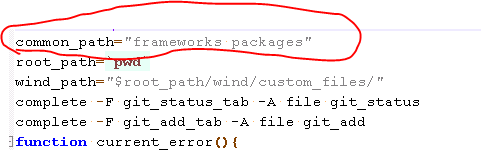 common_path="frameworks packages"
root_path=`pwd`
wind_path="$root_path/wind/custom_files/"
complete -F git_status_tab -A file git_status
complete -F git_add_tab -A file git_add
function current_error(){